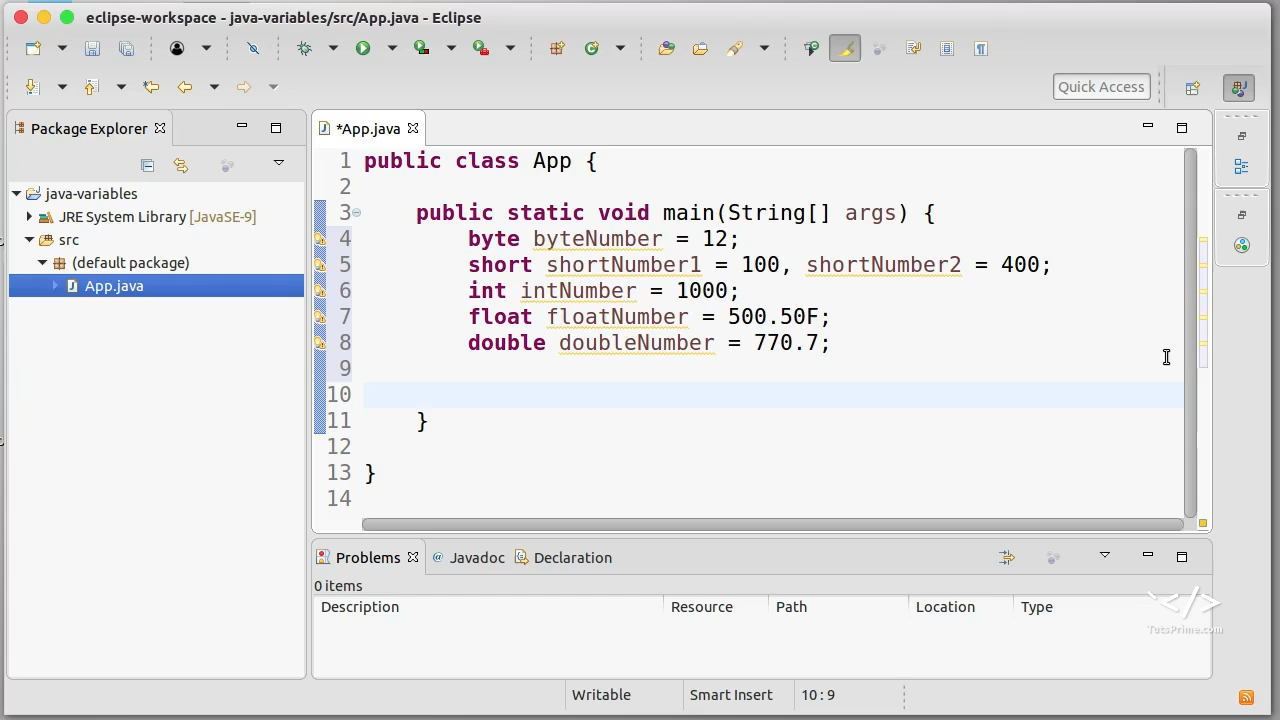 eclipse-workspace - java-variables/src/App.java - Eclipse
Quick Access
Package Explorer
*App.java
java-variables
JRE System Library [JavaSE-9]
src
(default package)
App.java
1 public class App {
2
3 public static void main(String[] args) {
4 byte byteNumber = 12;
5 short shortNumber1 = 100, shortNumber2 = 400;
6 int intNumber = 1000;
7 float floatNumber = 500.50F;
8 double doubleNumber = 770.7;
9
10
11 }
12
13 }
14
Problems @ Javadoc Declaration
0 items
Description Resource Path Location Type
</>
TutsPrime.com
Writable Smart Insert 10 : 9